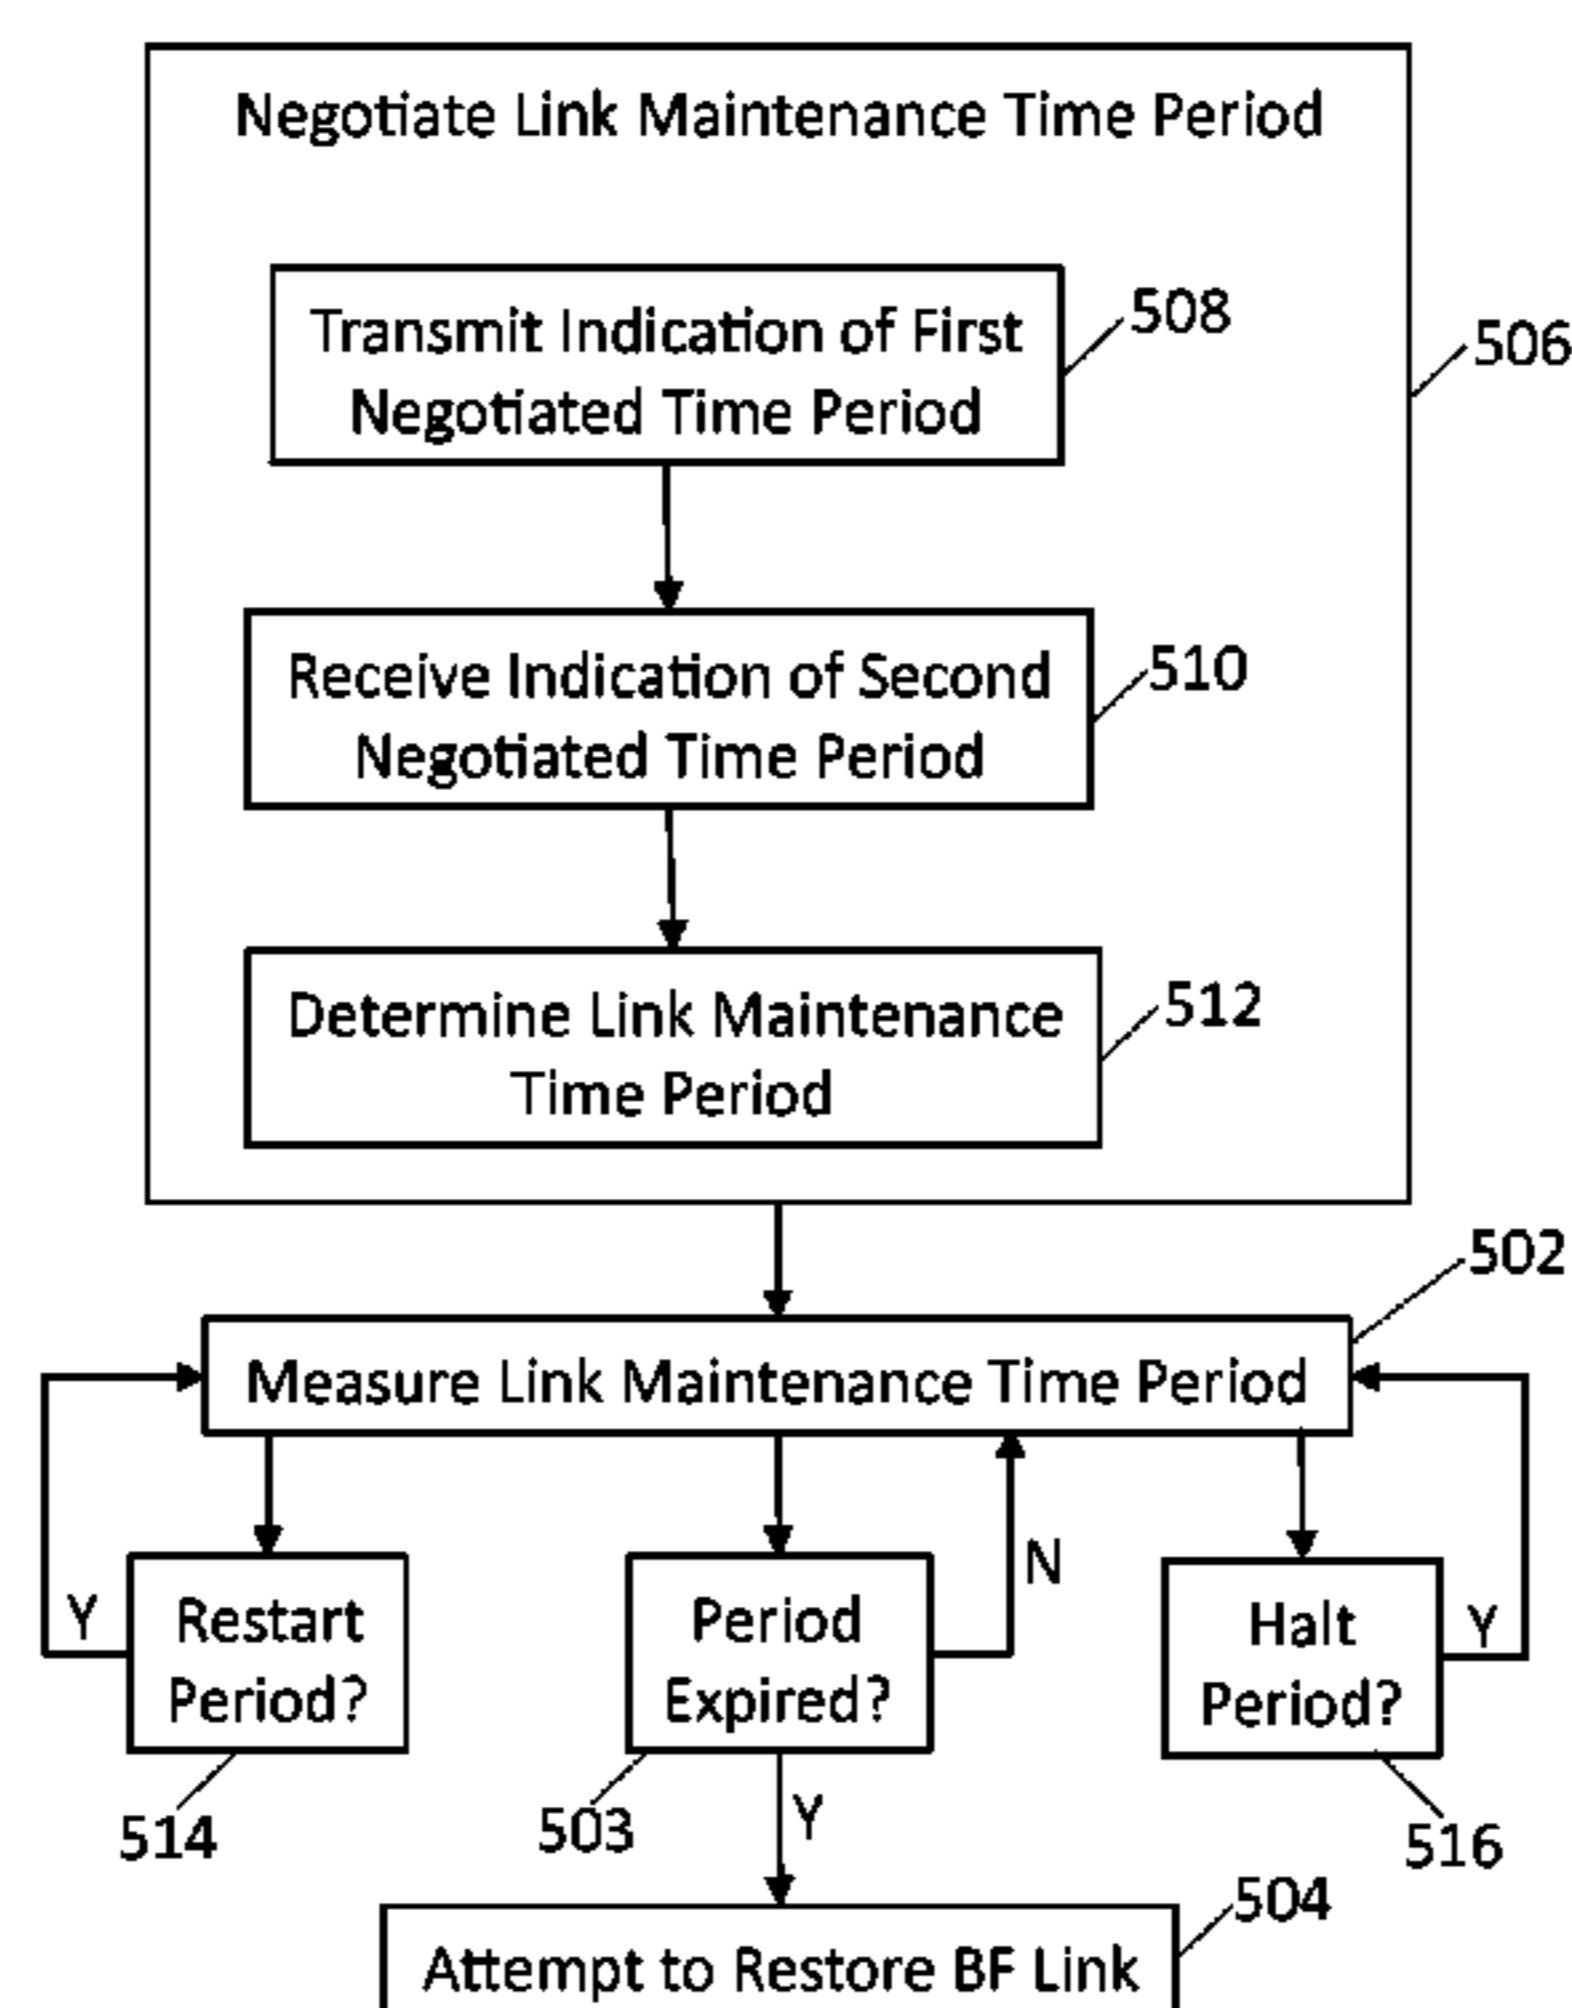 Negotiate Link Maintenance Time Period
Transmit Indication of First
Negotiated Time Period
508
506
Receive Indication of Second
Negotiated Time Period
510
Determine Link Maintenance
Time Period
512
502
Measure Link Maintenance Time Period
Y
Restart
Period?
Period
Expired?
N
Halt
Period?
Y
514
503
Y
516
504
Attempt to Restore BF Link